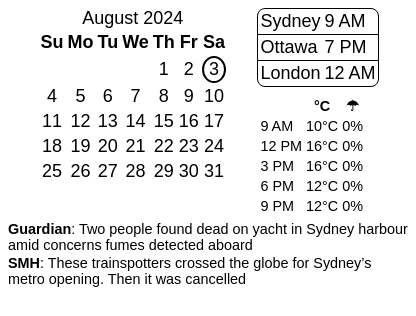 August 2024
Su Mo Tu We Th Fr Sa
1 2 3
4 5 6 7 8 9 10
11 12 13 14 15 16 17
18 19 20 21 22 23 24
25 26 27 28 29 30 31
Sydney 9 AM
Ottawa 7 PM
London 12 AM
°C ☂
9 AM 10°C 0%
12 PM 16°C 0%
3 PM 16°C 0%
6 PM 12°C 0%
9 PM 12°C 0%
Guardian: Two people found dead on yacht in Sydney harbour
amid concerns fumes detected aboard
SMH: These trainspotters crossed the globe for Sydney’s
metro opening. Then it was cancelled